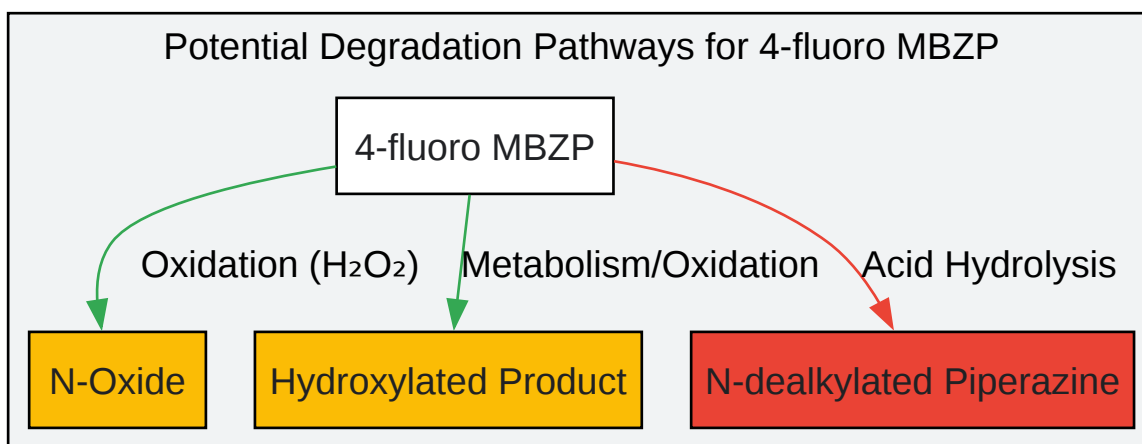 Potential Degradation Pathways for 4-fluoro MBZP
4-fluoro MBZP
Oxidation (H₂O₂)
Metabolism/Oxidation
Acid Hydrolysis
N-Oxide
Hydroxylated Product
N-dealkylated Piperazine